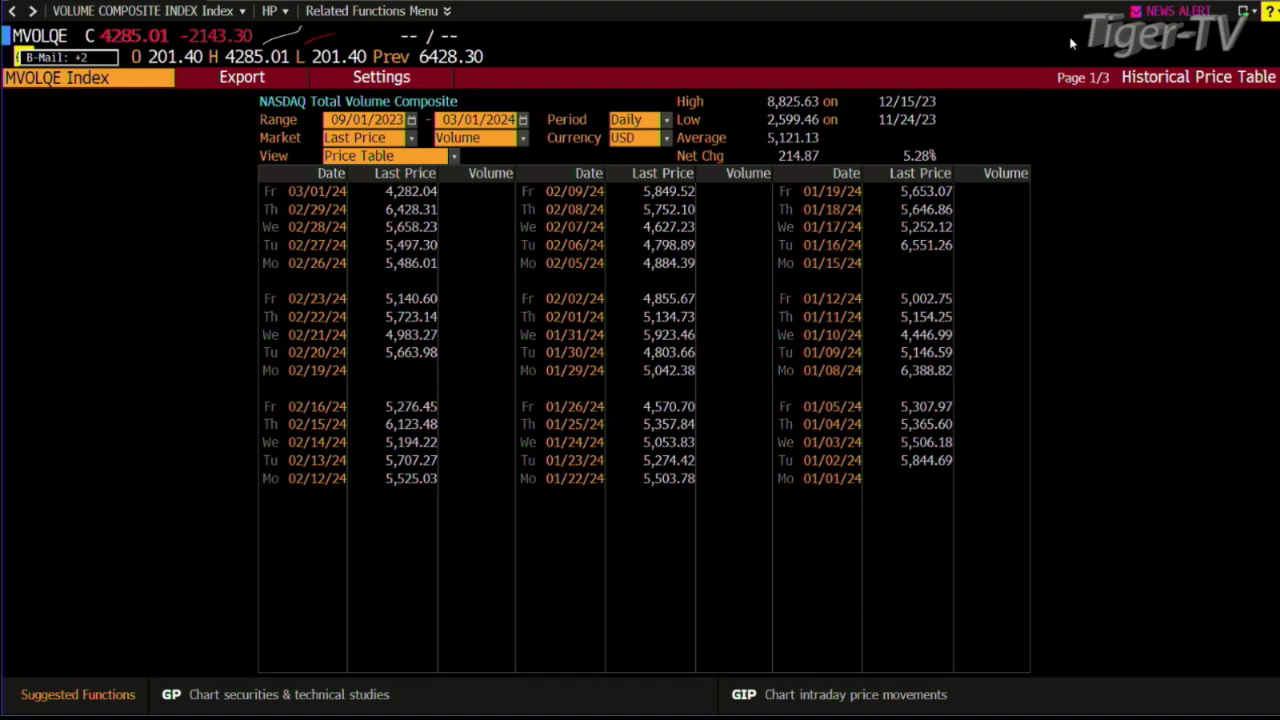 < > VOLUME COMPOSITE INDEX Index ▾ HP ▾ Related Functions Menu
NEWS ALERT ?
Tiger-TV
MVOLQE C 4285.01 -2143.30 -- / --
B-Mail: +2 O 201.40 H 4285.01 L 201.40 Prev 6428.30
MVOLQE Index Export Settings Page 1/3 Historical Price Table
NASDAQ Total Volume Composite High 8,825.63 on 12/15/23
Range 09/01/2023 - 03/01/2024 Period Daily Low 2,599.46 on 11/24/23
Market Last Price Volume Currency USD Average 5,121.13
View Price Table Net Chg 214.87 5.28%
Date Last Price Volume Date Last Price Volume Date Last Price Volume
Fr 03/01/24 4,282.04 Fr 02/09/24 5,849.52 Fr 01/19/24 5,653.07
Th 02/29/24 6,428.31 Th 02/08/24 5,752.10 Th 01/18/24 5,646.86
We 02/28/24 5,658.23 We 02/07/24 4,627.23 We 01/17/24 5,252.12
Tu 02/27/24 5,497.30 Tu 02/06/24 4,798.89 Tu 01/16/24 6,551.26
Mo 02/26/24 5,486.01 Mo 02/05/24 4,884.39 Mo 01/15/24
Fr 02/23/24 5,140.60 Fr 02/02/24 4,855.67 Fr 01/12/24 5,002.75
Th 02/22/24 5,723.14 Th 02/01/24 5,134.73 Th 01/11/24 5,154.25
We 02/21/24 4,983.27 We 01/31/24 5,923.46 We 01/10/24 4,446.99
Tu 02/20/24 5,663.98 Tu 01/30/24 4,803.66 Tu 01/09/24 5,146.59
Mo 02/19/24 Mo 01/29/24 5,042.38 Mo 01/08/24 6,388.82
Fr 02/16/24 5,276.45 Fr 01/26/24 4,570.70 Fr 01/05/24 5,307.97
Th 02/15/24 6,123.48 Th 01/25/24 5,357.84 Th 01/04/24 5,365.60
We 02/14/24 5,194.22 We 01/24/24 5,053.83 We 01/03/24 5,506.18
Tu 02/13/24 5,707.27 Tu 01/23/24 5,274.42 Tu 01/02/24 5,844.69
Mo 02/12/24 5,525.03 Mo 01/22/24 5,503.78 Mo 01/01/24
Suggested Functions GP Chart securities & technical studies GIP Chart intraday price movements